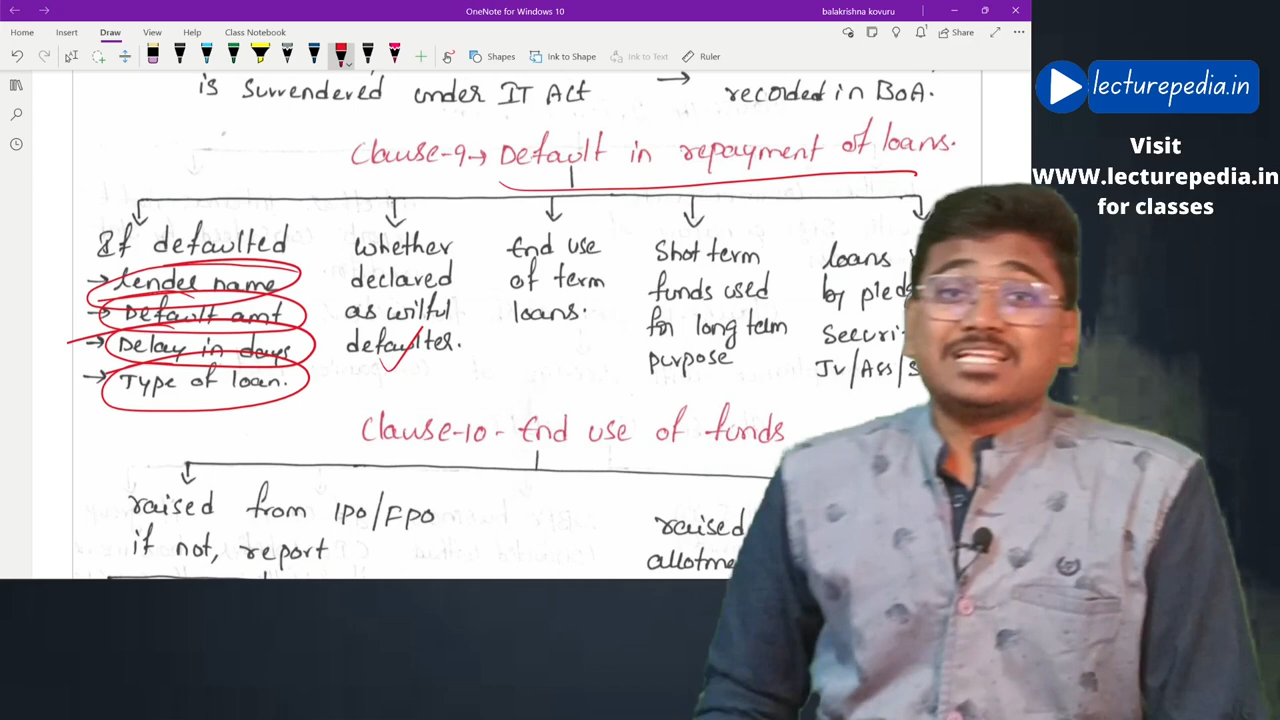 OneNote for Windows 10
balakrishna kovuru
Home Insert Draw View Help Class Notebook
Share
Shapes Ink to Shape Ink to Text Ruler
is surrendered under IT Act
→ recorded in BoA.
Clause-9→ Default in repayment of loans.
If defaulted
→ lender name
→ Default amt
→ Delay in days
→ Type of loan.
whether
declared
as wilful
defaulter.
End use
of term
loans.
Shot term
funds used
for long term
purpose
loans
by
Securi
Jv/Ass/S
Clause-10 - End use of funds
raised from IPO/FPO
if not, report
raised
allotme
lecturepedia.in
Visit
www.lecturepedia.in
for classes